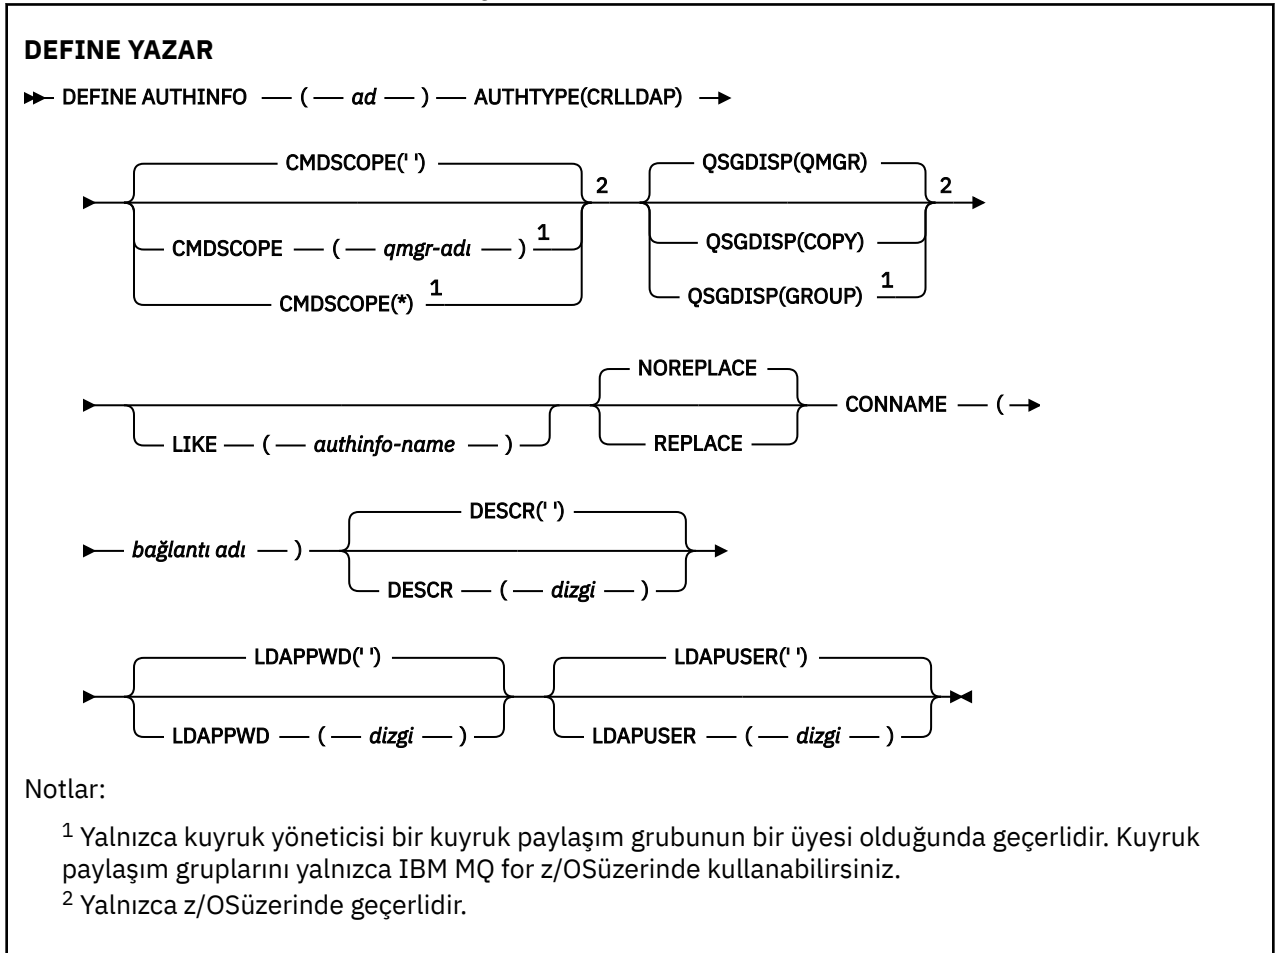 DEFINE YAZAR
DEFINE AUTHINFO ( ad ) AUTHTYPE(CRLLDAP)
CMDSCOPE(' ') QSGDISP(QMGR)
2 2
CMDSCOPE ( qmgr-adı ) 1 QSGDISP(COPY)
CMDSCOPE(*) 1 QSGDISP(GROUP) 1
NOREPLACE
CONNAME (
LIKE ( authinfo-name ) REPLACE
DESCR(' ')
bağlantı adı )
DESCR ( dizgi )
LDAPPWD(' ') LDAPUSER(' ')
LDAPPWD ( dizgi ) LDAPUSER ( dizgi )
Notlar:
1 Yalnızca kuyruk yöneticisi bir kuyruk paylaşım grubunun bir üyesi olduğunda geçerlidir. Kuyruk
paylaşım gruplarını yalnızca IBM MQ for z/OSüzerinde kullanabilirsiniz.
2 Yalnızca z/OSüzerinde geçerlidir.